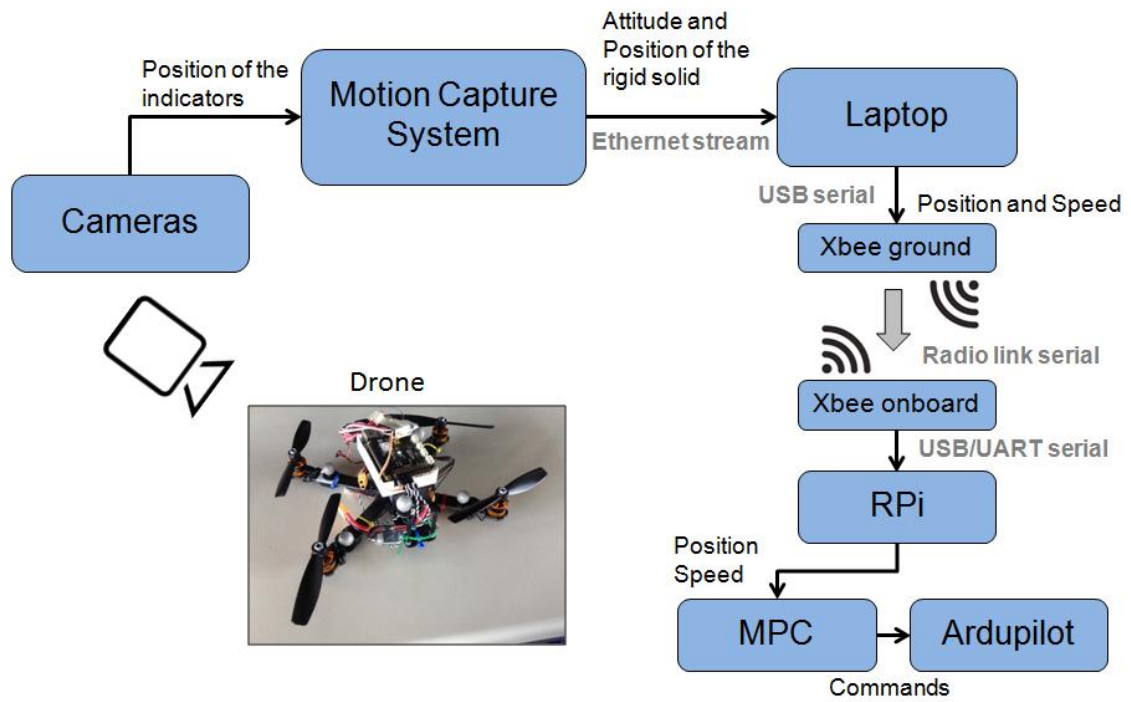 Position of the
indicators
Motion Capture
System
Attitude and
Position of the
rigid solid
Ethernet stream
Laptop
Cameras
USB serial
Position and Speed
Xbee ground
Radio link serial
Drone
Xbee onboard
USB/UART serial
RPi
Position
Speed
MPC
Ardupilot
Commands